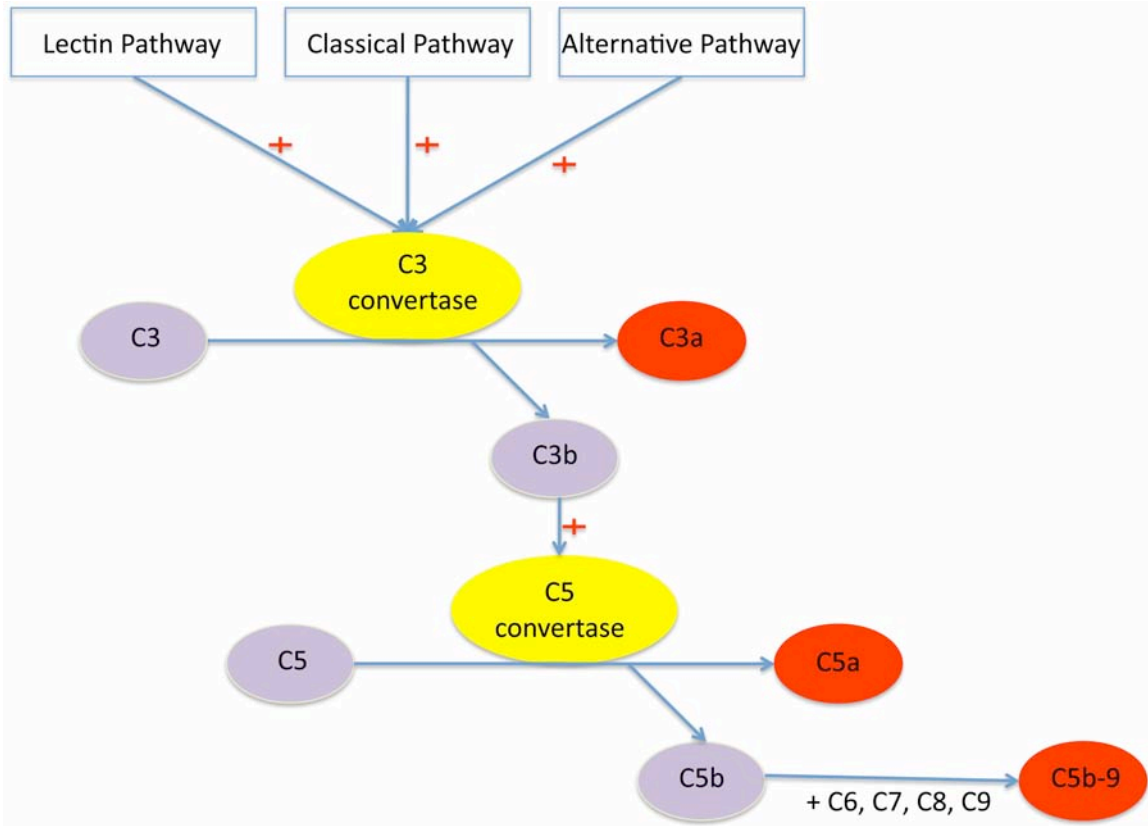 Lectin Pathway
Classical Pathway
Alternative Pathway
+
+
+
C3
convertase
C3
C3a
C3b
+
C5
convertase
C5
C5a
C5b
C5b-9
+ C6, C7, C8, C9